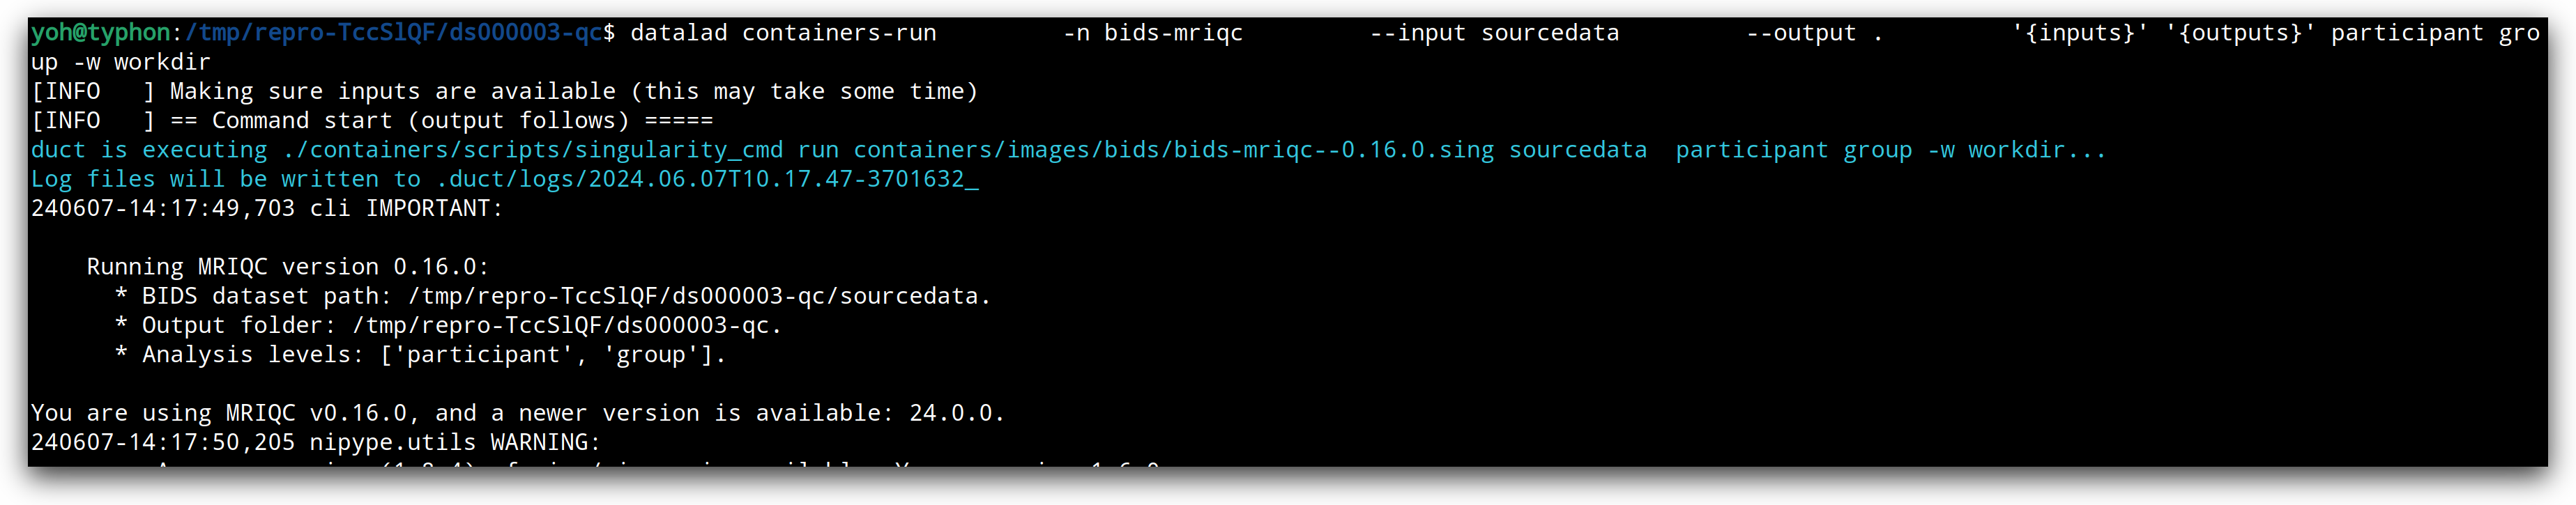 yoh@typhon:/tmp/repro-TccSlQF/ds000003-qc$ datalad containers-run         -n bids-mriqc         --input sourcedata         --output .         '{inputs}' '{outputs}' participant gro
up -w workdir
[INFO   ] Making sure inputs are available (this may take some time)
[INFO   ] == Command start (output follows) =====
duct is executing ./containers/scripts/singularity_cmd run containers/images/bids/bids-mriqc--0.16.0.sing sourcedata  participant group -w workdir...
Log files will be written to .duct/logs/2024.06.07T10.17.47-3701632_
240607-14:17:49,703 cli IMPORTANT:
    Running MRIQC version 0.16.0:
      * BIDS dataset path: /tmp/repro-TccSlQF/ds000003-qc/sourcedata.
      * Output folder: /tmp/repro-TccSlQF/ds000003-qc.
      * Analysis levels: ['participant', 'group'].
You are using MRIQC v0.16.0, and a newer version is available: 24.0.0.
240607-14:17:50,205 nipype.utils WARNING: